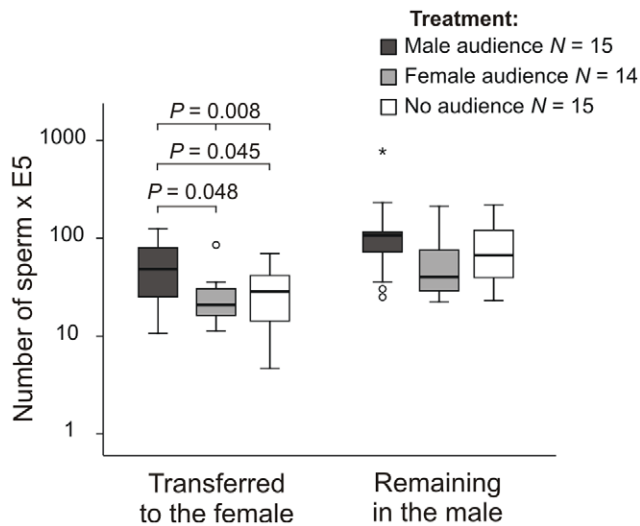 Treatment:
Male audience N = 15
Female audience N = 14
No audience N = 15
Number of sperm x E5
1000
100
10
1
P = 0.008
P = 0.045
P = 0.048
*
Transferred
to the female
Remaining
in the male